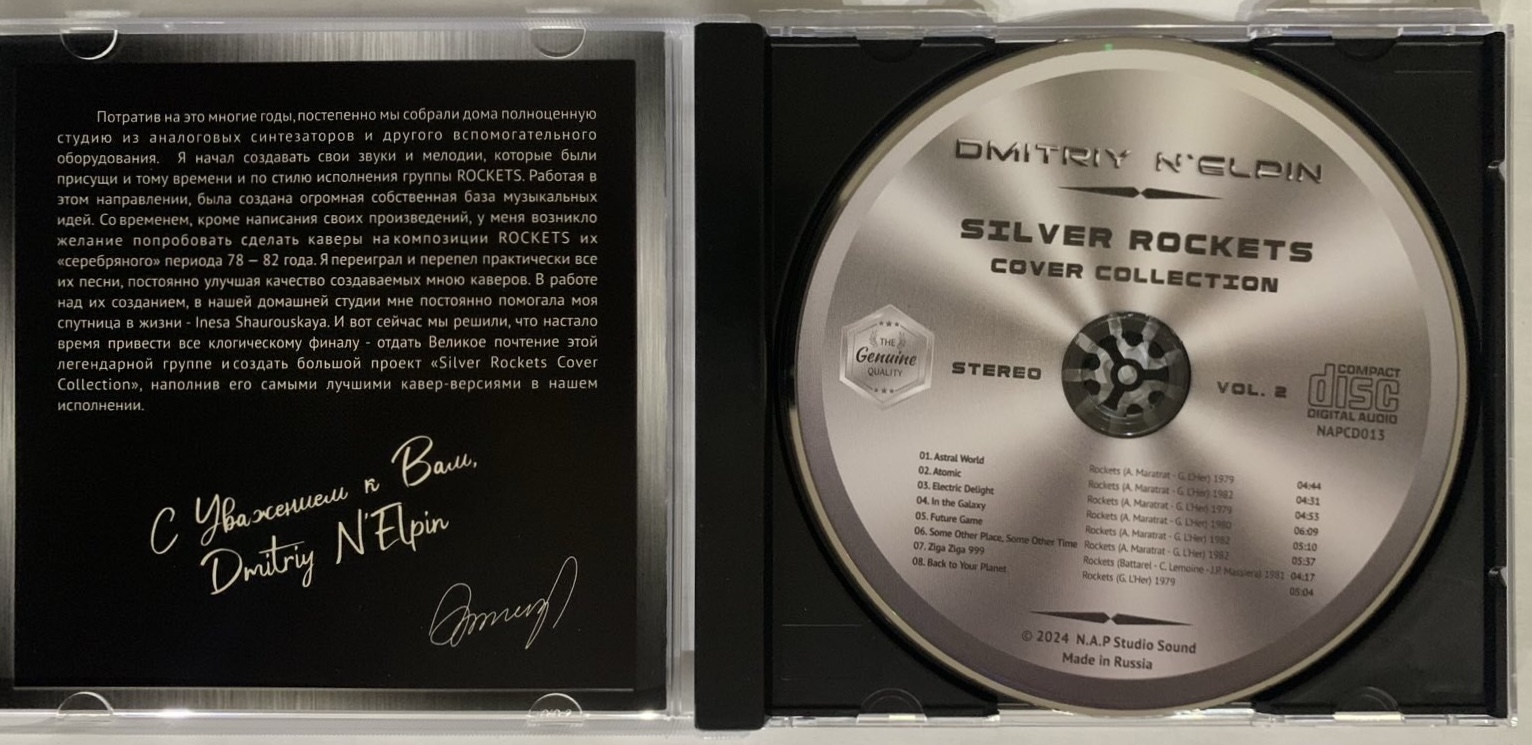 Потратив на это многие годы, постепенно мы собрали дома полноценную
студию из аналоговых синтезаторов и другого вспомогательного
оборудования. Я начал создавать свои звуки и мелодии, которые были
присущи и тому времени и по стилю исполнения группы ROCKETS. Работая в
этом направлении, была создана огромная собственная база музыкальных
идей. Со временем, кроме написания своих произведений, у меня возникло
желание попробовать сделать каверы на композиции ROCKETS их
«серебряного» периода 78 – 82 года. Я переиграл и перепел практически все
их песни, постоянно улучшая качество создаваемых мною каверов. В работе
над их созданием, в нашей домашней студии мне постоянно помогала моя
спутница в жизни - Inesa Shaurouskaya. И вот сейчас мы решили, что настало
время привести все клогическому финалу - отдать Великое почтение этой
легендарной группе и создать большой проект «Silver Rockets Cover
Collection», наполнив его самыми лучшими кавер-версиями в нашем
исполнении.
С Уважением к Вам,
Dmitriy N'Elpin
DMITRIY N'ELPIN
SILVER ROCKETS
COVER COLLECTION
THE
Genuine
QUALITY
STEREO
VOL. 2
COMPACT
disc
DIGITAL AUDIO
NAPCD013
01. Astral World Rockets (A. Maratrat - G. L'Her) 1979 04:44
02. Atomic Rockets (A. Maratrat - G. L'Her) 1982 04:31
03. Electric Delight Rockets (A. Maratrat - G. L'Her) 1979 04:53
04. In the Galaxy Rockets (A. Maratrat - G. L'Her) 1980 06:09
05. Future Game Rockets (A. Maratrat - G. L'Her) 1982 05:10
06. Some Other Place, Some Other Time Rockets (A. Maratrat - G. L'Her) 1982 05:37
07. Ziga Ziga 999 Rockets (Battarel - C. Lemoine - J.P. Massiera) 1981 04:17
08. Back to Your Planet Rockets (G. L'Her) 1979 05:04
© 2024 N.A.P Studio Sound
Made in Russia